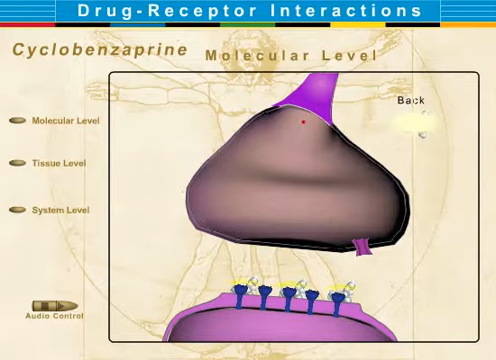 Drug-Receptor Interactions
Cyclobenzaprine Molecular Level
Back
Molecular Level
Tissue Level
System Level
Audio Control